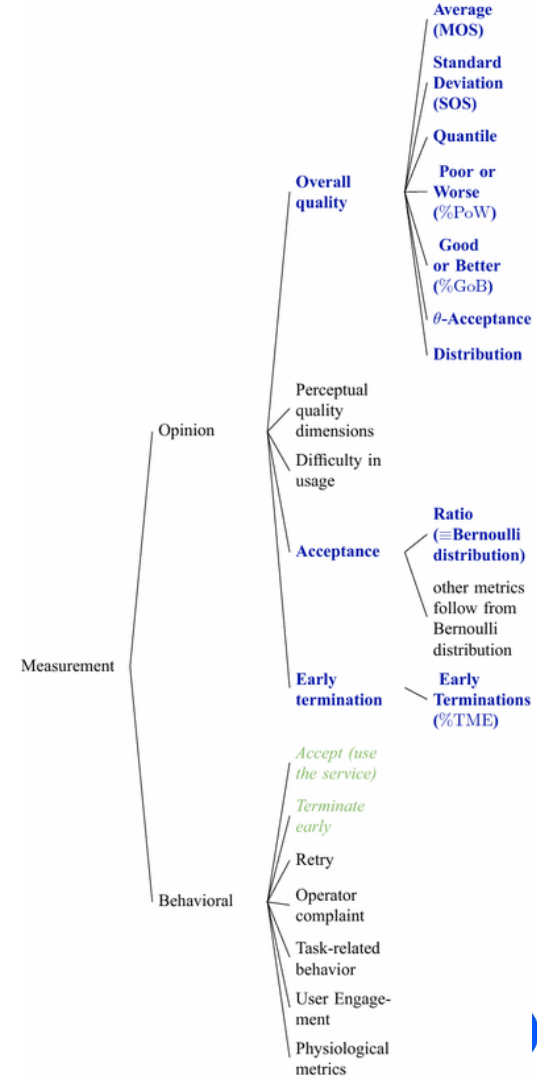 Average
(MOS)
Standard
Deviation
(SOS)
Quantile
Poor or
Worse
(%PoW)
Good
or Better
(%GoB)
θ-Acceptance
Distribution
Overall
quality
Perceptual
quality
dimensions
Difficulty in
usage
Opinion
Acceptance
Ratio
(≡Bernoulli
distribution)
other metrics
follow from
Bernoulli
distribution
Measurement
Early
termination
Early
Terminations
(%TME)
Accept (use
the service)
Terminate
early
Retry
Behavioral
Operator
complaint
Task-related
behavior
User Engage-
ment
Physiological
metrics